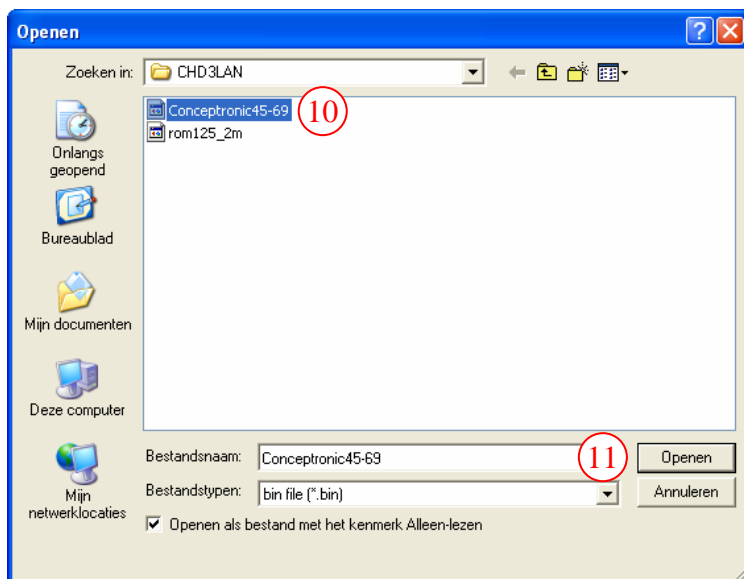 Openen
Zoeken in: CHD3LAN
Conceptronic45-69 10
rom125_2m
Onlangs
geopend
Bureaublad
Mijn documenten
Deze computer
Mijn
netwerklocaties
Bestandsnaam: Conceptronic45-69 11 Openen
Bestandstypen: bin file (*.bin) Annuleren
Openen als bestand met het kenmerk Alleen-lezen